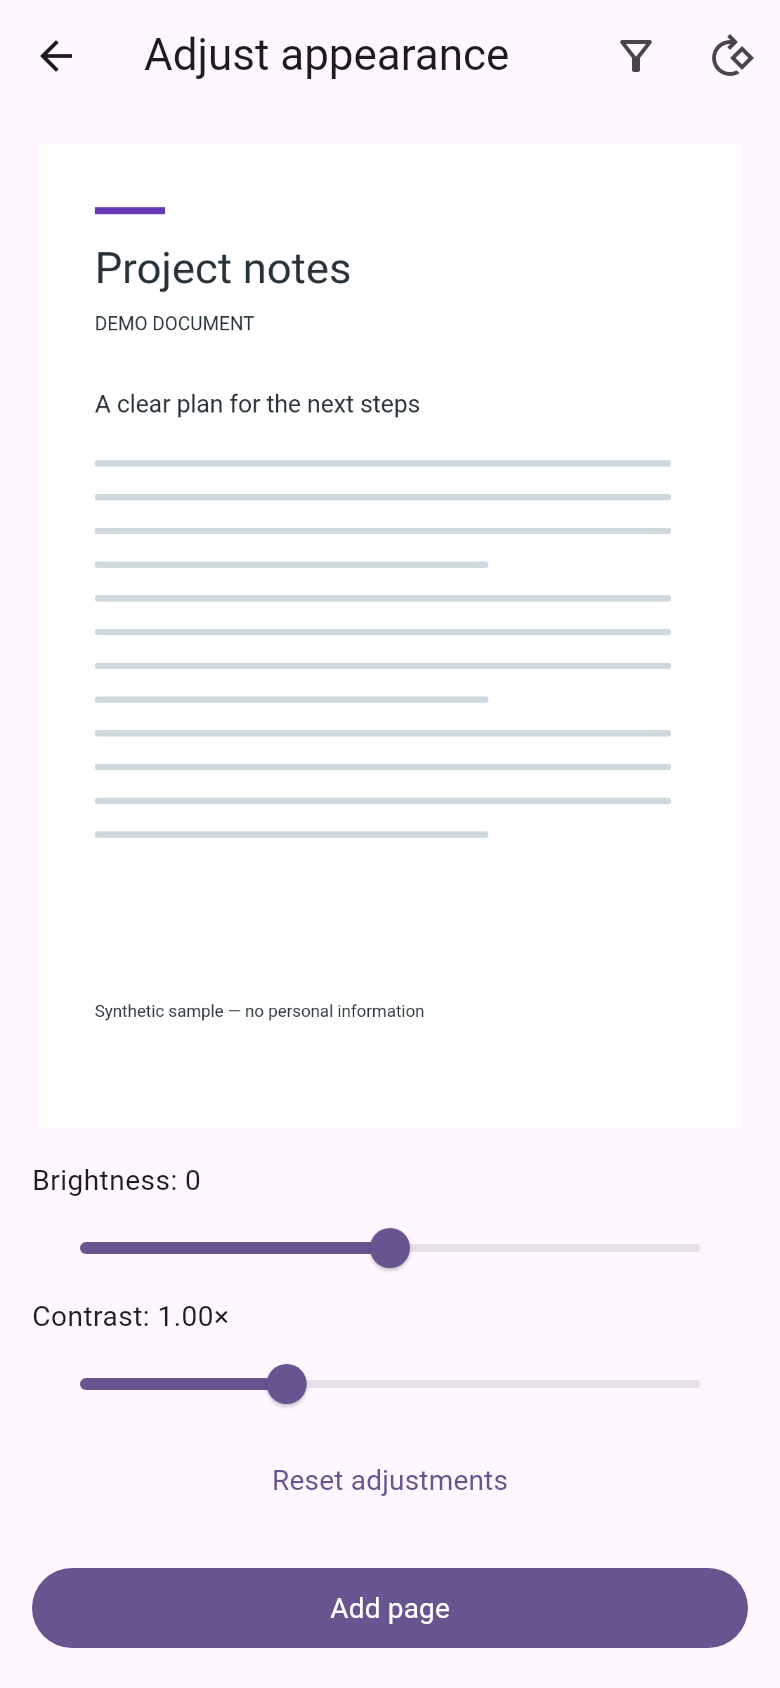 Adjust appearance
Project notes
DEMO DOCUMENT
A clear plan for the next steps
Synthetic sample — no personal information
Brightness: 0
Contrast: 1.00×
Reset adjustments
Add page